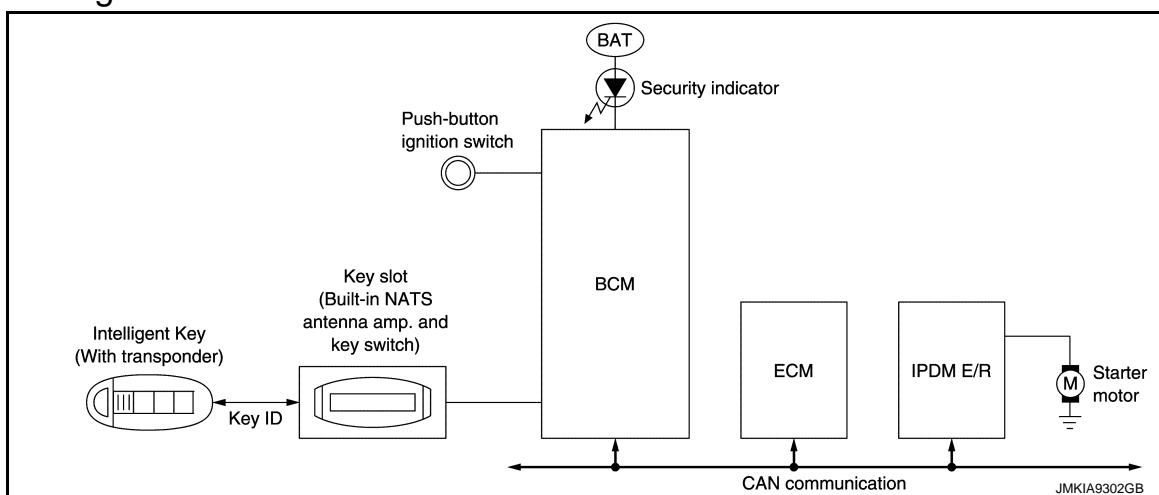 BAT
Security indicator
Push-button
ignition switch
BCM
Key slot
(Built-in NATS
antenna amp. and
key switch)
Intelligent Key
(With transponder)
Key ID
ECM
IPDM E/R
M
Starter
motor
CAN communication
JMKIA9302GB